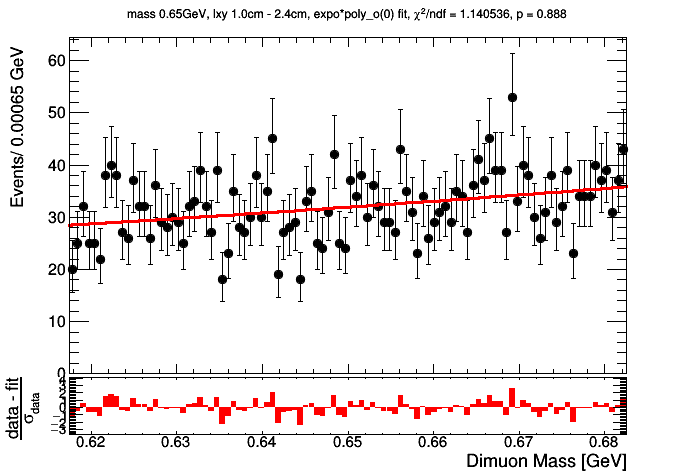 mass 0.65GeV, lxy 1.0cm - 2.4cm, expo*poly_o(0) fit, χ²/ndf = 1.140536, p = 0.888
Events/ 0.00065 GeV
60
50
40
30
20
10
0
data - fit
σdata
4
3
2
1
0
−1
−2
−3
0.62 0.63 0.64 0.65 0.66 0.67 0.68
Dimuon Mass [GeV]